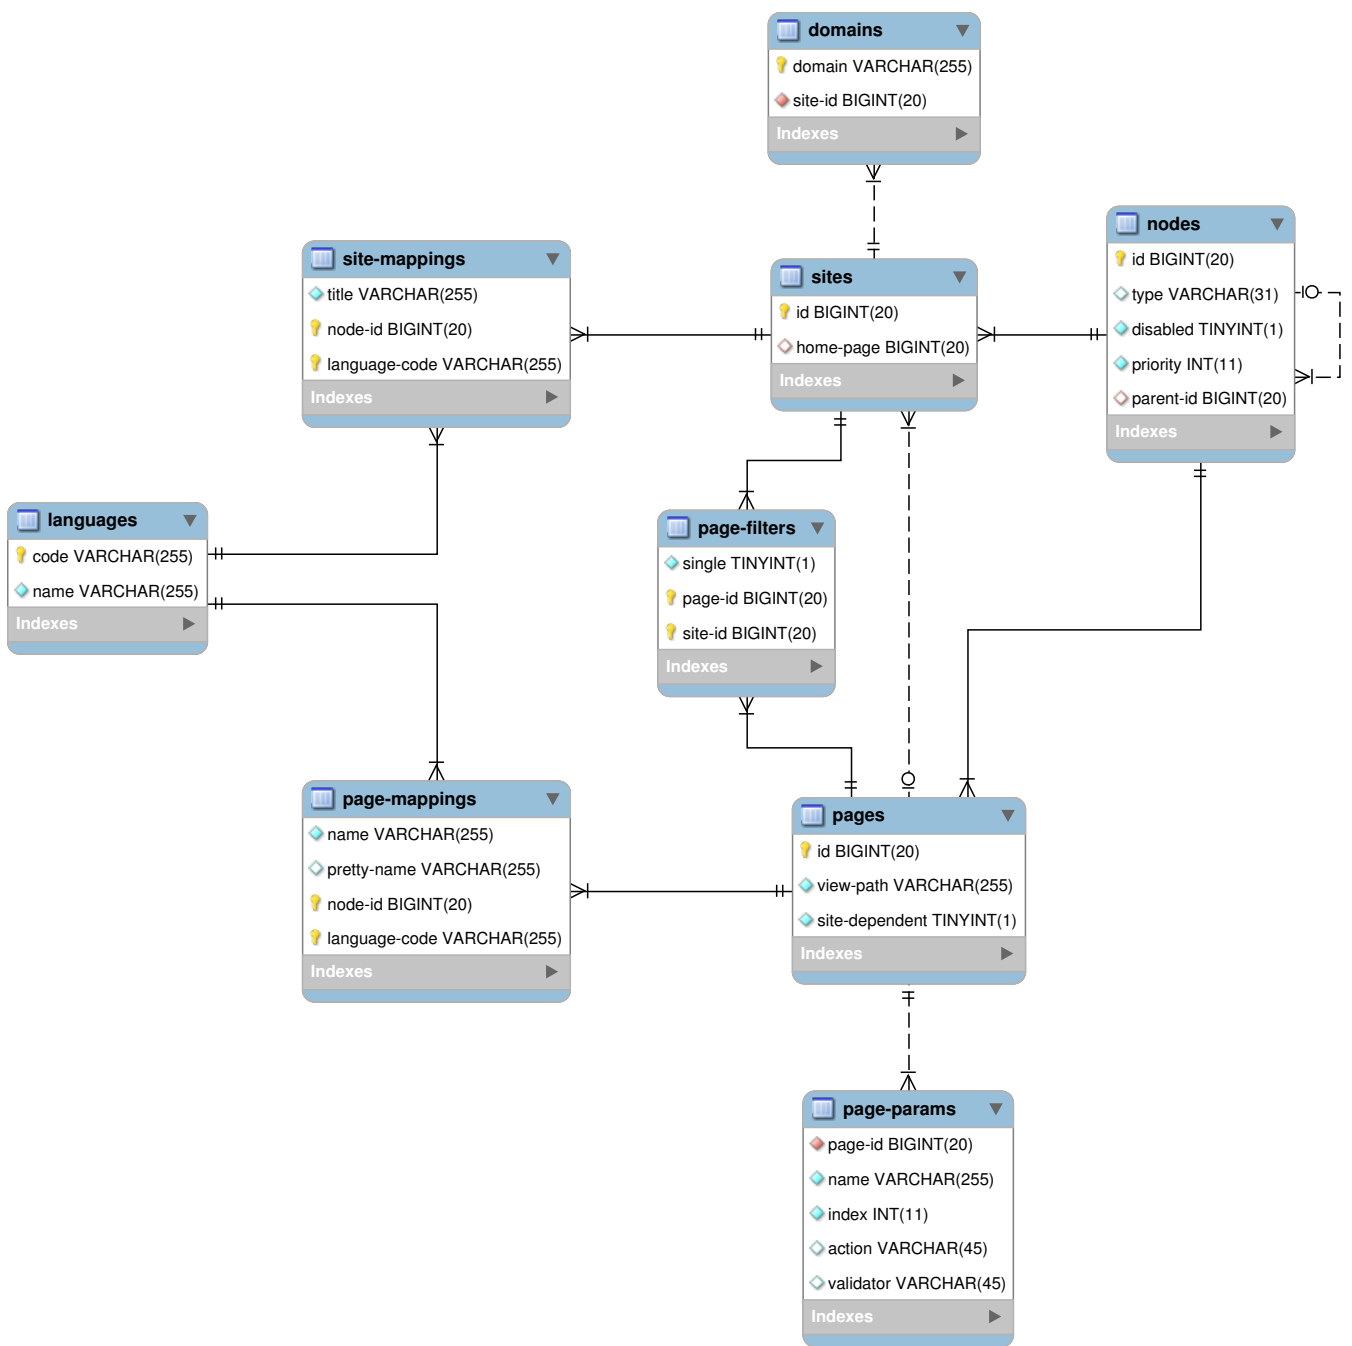 domains
domain VARCHAR(255)
site-id BIGINT(20)
Indexes
nodes
id BIGINT(20)
type VARCHAR(31)
disabled TINYINT(1)
priority INT(11)
parent-id BIGINT(20)
Indexes
site-mappings
title VARCHAR(255)
node-id BIGINT(20)
language-code VARCHAR(255)
Indexes
sites
id BIGINT(20)
home-page BIGINT(20)
Indexes
languages
code VARCHAR(255)
name VARCHAR(255)
Indexes
page-filters
single TINYINT(1)
page-id BIGINT(20)
site-id BIGINT(20)
Indexes
page-mappings
name VARCHAR(255)
pretty-name VARCHAR(255)
node-id BIGINT(20)
language-code VARCHAR(255)
Indexes
pages
id BIGINT(20)
view-path VARCHAR(255)
site-dependent TINYINT(1)
Indexes
page-params
page-id BIGINT(20)
name VARCHAR(255)
index INT(11)
action VARCHAR(45)
validator VARCHAR(45)
Indexes